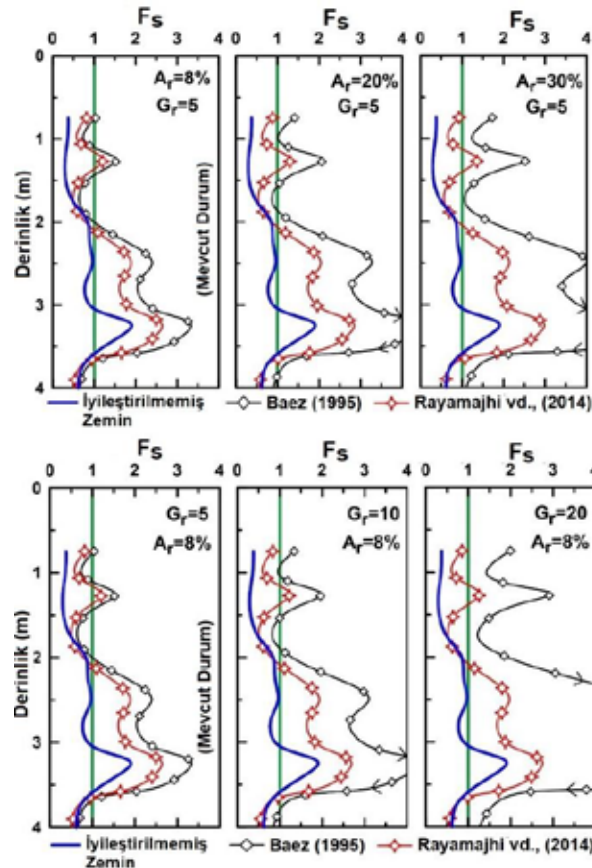 Fs Fs Fs
0 1 2 3 4 0 1 2 3 4 0 1 2 3 4
0
1
2
3
4
Derinlik (m)
Ar=8%
Gr=5
(Mevcut Durum)
Ar=20%
Gr=5
Ar=30%
Gr=5
İyileştirilmemiş Zemin
Baez (1995)
Rayamajhi vd., (2014)
Fs Fs Fs
0 1 2 3 4 0 1 2 3 4 0 1 2 3 4
0
1
2
3
4
Derinlik (m)
Gr=5
Ar=8%
(Mevcut Durum)
Gr=10
Ar=8%
Gr=20
Ar=8%
İyileştirilmemiş
Zemin
Baez (1995)
Rayamajhi vd., (2014)